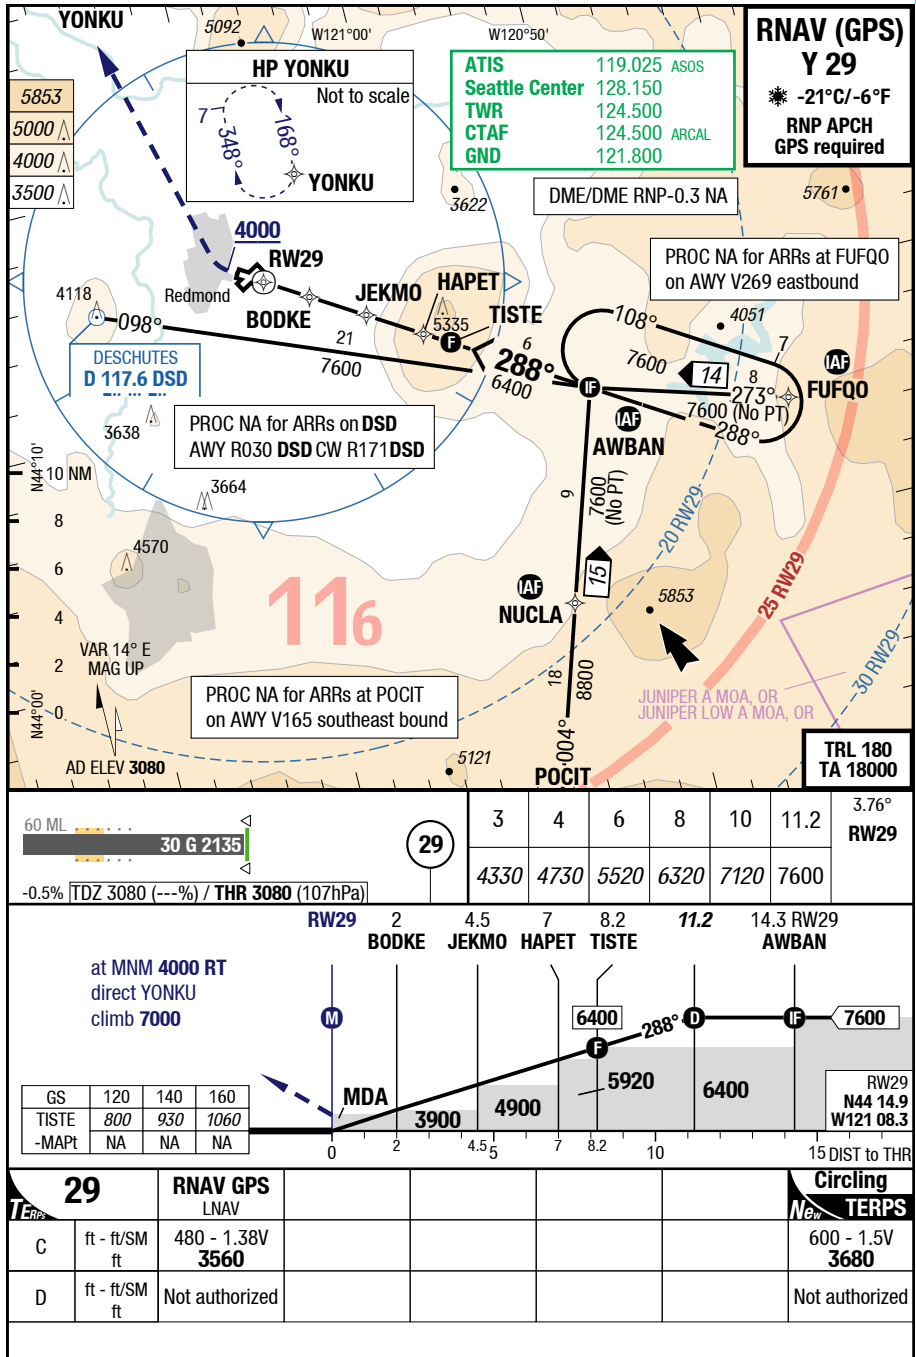 YONKU
5092
W121°00'
W120°50'
RNAV (GPS)
Y 29
-21°C/-6°F
RNP APCH
GPS required
HP YONKU
Not to scale
7
348°
168°
YONKU
ATIS 119.025 ASOS
Seattle Center 128.150
TWR 124.500
CTAF 124.500 ARCAL
GND 121.800
5853
5000
4000
3500
3622
DME/DME RNP-0.3 NA
5761
PROC NA for ARRs at FUFQO
on AWY V269 eastbound
4000
RW29
Redmond
BODKE
JEKMO
HAPET
5335
TISTE
4118
098°
21
7600
DESCHUTES
D 117.6 DSD
6
288°
6400
IF
F
108°
4051
7600
14
7
8
273°
7600 (No PT)
288°
IAF
FUFQO
IAF
AWBAN
3638
PROC NA for ARRs on DSD
AWY R030 DSD CW R171 DSD
3664
N44°10'
10 NM
8
6
4
2
0
N44°00'
4570
9
7600
(No PT)
15
IAF
NUCLA
20 RW29
25 RW29
30 RW29
5853
116
VAR 14° E
MAG UP
AD ELEV 3080
PROC NA for ARRs at POCIT
on AWY V165 southeast bound
18
8800
004°
POCIT
5121
JUNIPER A MOA, OR
JUNIPER LOW A MOA, OR
TRL 180
TA 18000
60 ML
30 G 2135
29
-0.5% TDZ 3080 (---%) / THR 3080 (107hPa)
3 4 6 8 10 11.2 3.76°
RW29
4330 4730 5520 6320 7120 7600
RW29 2 4.5 7 8.2 11.2 14.3 RW29
BODKE JEKMO HAPET TISTE AWBAN
at MNM 4000 RT
direct YONKU
climb 7000
M
6400
288°
D
IF
7600
F
MDA
3900
4900
5920
6400
RW29
N44 14.9
W121 08.3
GS 120 140 160
TISTE 800 930 1060
-MAPt NA NA NA
0 2 4.5 5 7 8.2 10 15 DIST to THR
TERPS 29 RNAV GPS
LNAV
Circling
New TERPS
C ft - ft/SM
ft
480 - 1.38V
3560
600 - 1.5V
3680
D ft - ft/SM
ft
Not authorized
Not authorized